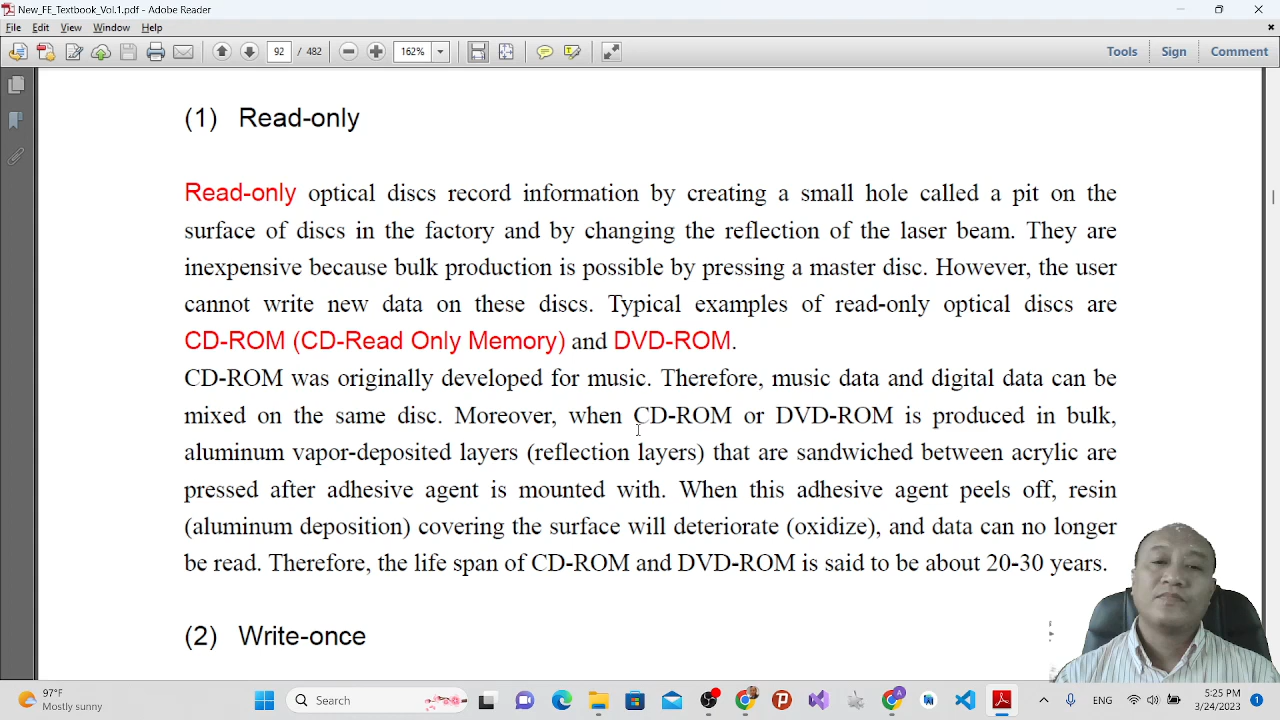 New_FE_Textbook_Vol.1.pdf - Adobe Reader
File Edit View Window Help
92 / 482 162% Tools Sign Comment
(1) Read-only
Read-only optical discs record information by creating a small hole called a pit on the
surface of discs in the factory and by changing the reflection of the laser beam. They are
inexpensive because bulk production is possible by pressing a master disc. However, the user
cannot write new data on these discs. Typical examples of read-only optical discs are
CD-ROM (CD-Read Only Memory) and DVD-ROM.
CD-ROM was originally developed for music. Therefore, music data and digital data can be
mixed on the same disc. Moreover, when CD-ROM or DVD-ROM is produced in bulk,
aluminum vapor-deposited layers (reflection layers) that are sandwiched between acrylic are
pressed after adhesive agent is mounted with. When this adhesive agent peels off, resin
(aluminum deposition) covering the surface will deteriorate (oxidize), and data can no longer
be read. Therefore, the life span of CD-ROM and DVD-ROM is said to be about 20-30 years.
(2) Write-once
97°F
Mostly sunny
Search
ENG
5:25 PM
3/24/2023
1